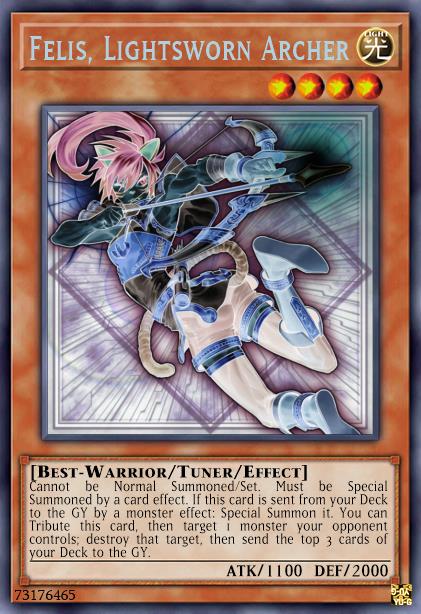 Felis, Lightsworn Archer
LIGHT
光
[Best-Warrior/Tuner/Effect]
Cannot be Normal Summoned/Set. Must be Special
Summoned by a card effect. If this card is sent from your Deck
to the GY by a monster effect: Special Summon it. You can
Tribute this card, then target 1 monster your opponent
controls; destroy that target, then send the top 3 cards of
your Deck to the GY.
ATK/1100 DEF/2000
73176465